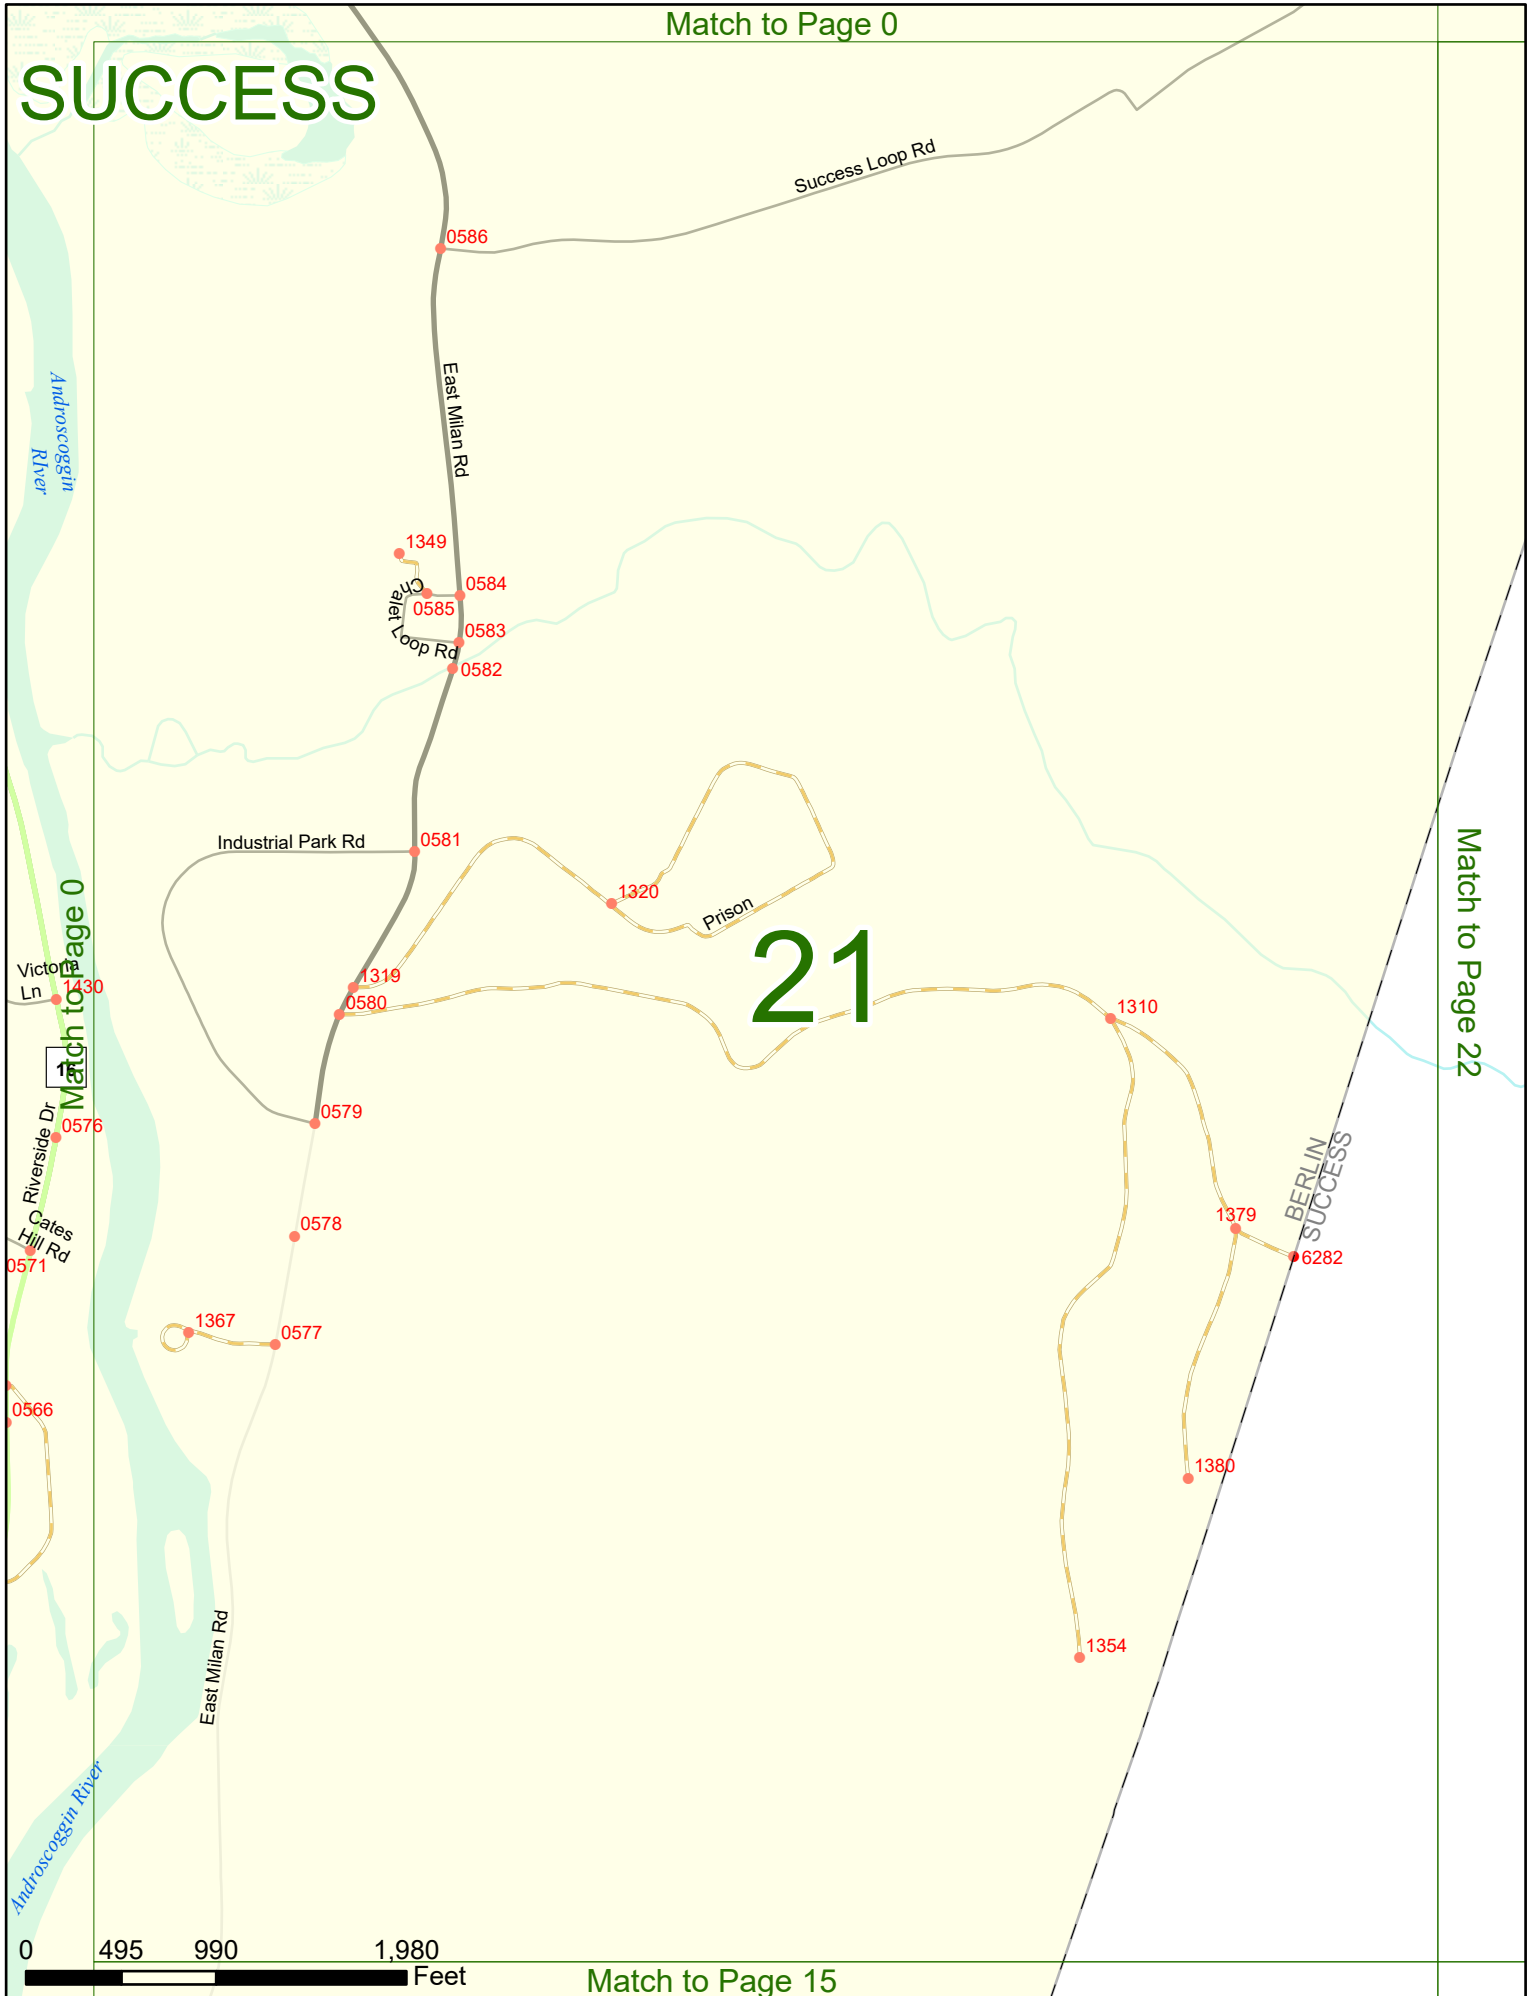 Match to Page 0
SUCCESS
Success Loop Rd
0586
Androscoggin
RIver
East Milan Rd
1349
0584
Chalet Loop Rd
0585
0583
0582
Industrial Park Rd
0581
Match to Page 0
1320
Prison
21
Match to Page 22
Victoria
Ln
1430
1319
0580
1310
16
0579
0576
Riverside Dr
BERLIN
SUCCESS
Cates
Hill Rd
0578
1379
0571
6282
1367
0577
0566
1380
East Milan Rd
1354
Androscoggin River
0 495 990 1,980
Feet
Match to Page 15